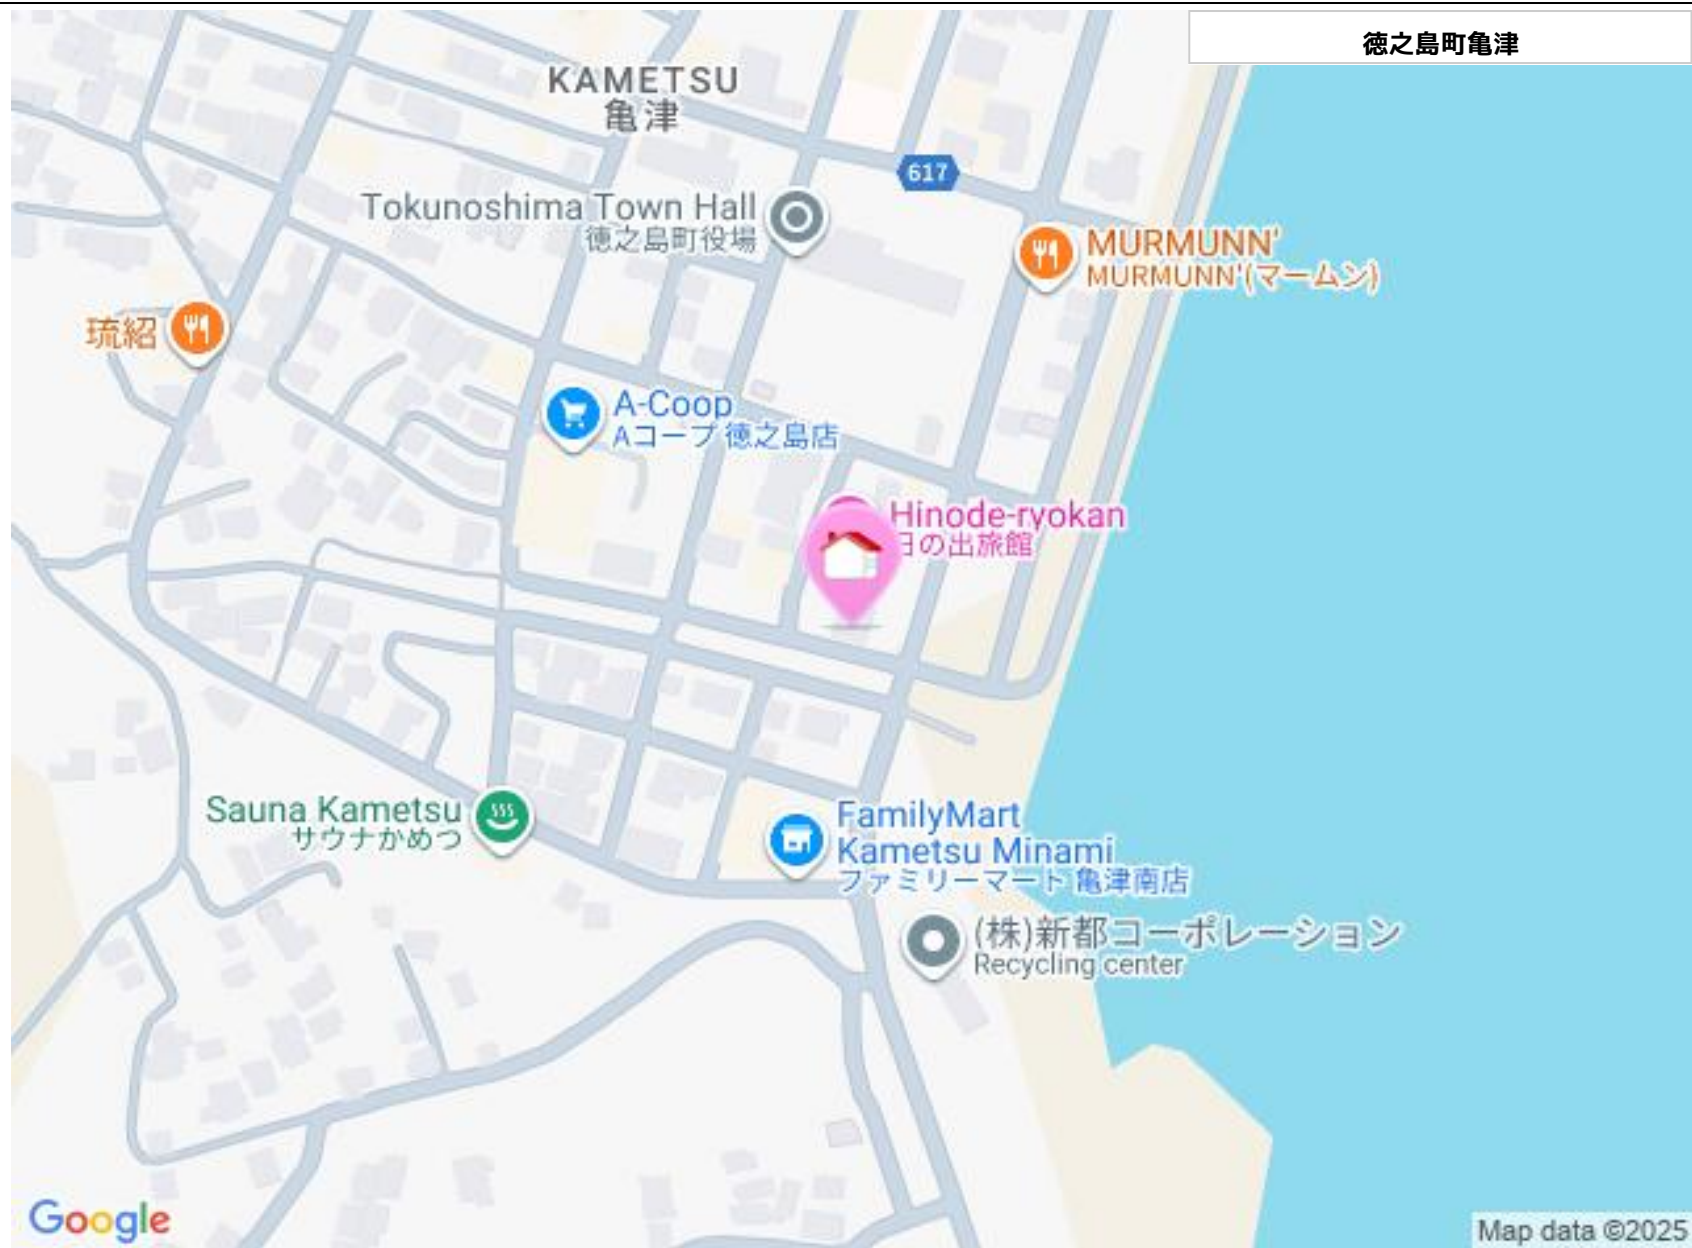 徳之島町亀津
KAMETSU
亀津
617
Tokunoshima Town Hall
徳之島町役場
MURMUNN'
MURMUNN'(マームン)
琉紹
A-Coop
Aコープ 徳之島店
Hinode-ryokan
日の出旅館
Sauna Kametsu
サウナかめつ
FamilyMart
Kametsu Minami
ファミリーマート 亀津南店
(株)新都コーポレーション
Recycling center
Google
Map data ©2025